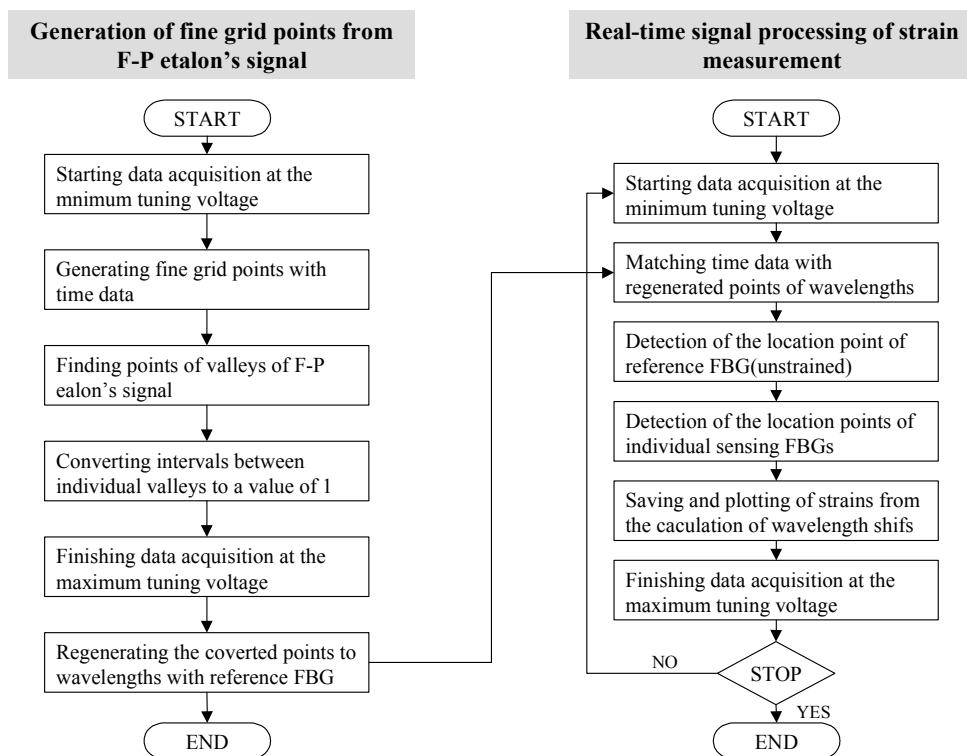 Generation of fine grid points from
F-P etalon's signal
START
Starting data acquisition at the
mnimum tuning voltage
Generating fine grid points with
time data
Finding points of valleys of F-P
ealon's signal
Converting intervals between
individual valleys to a value of 1
Finishing data acquisition at the
maximum tuning voltage
Regenerating the coverted points to
wavelengths with reference FBG
END
Real-time signal processing of strain
measurement
START
Starting data acquisition at the
minimum tuning voltage
Matching time data with
regenerated points of wavelengths
Detection of the location point of
reference FBG(unstrained)
Detection of the location points of
individual sensing FBGs
Saving and plotting of strains from
the caculation of wavelength shifs
Finishing data acquisition at the
maximum tuning voltage
NO
STOP
YES
END